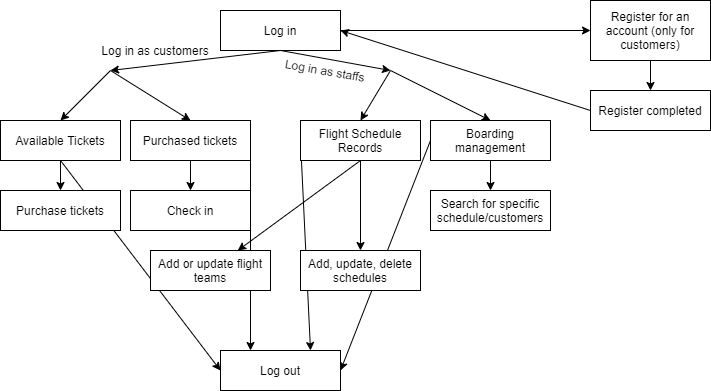 Log in
Register for an
account (only for
customers)
Log in as customers
Log in as staffs
Register completed
Available Tickets
Purchased tickets
Flight Schedule
Records
Boarding
management
Purchase tickets
Check in
Search for specific
schedule/customers
Add or update flight
teams
Add, update, delete
schedules
Log out